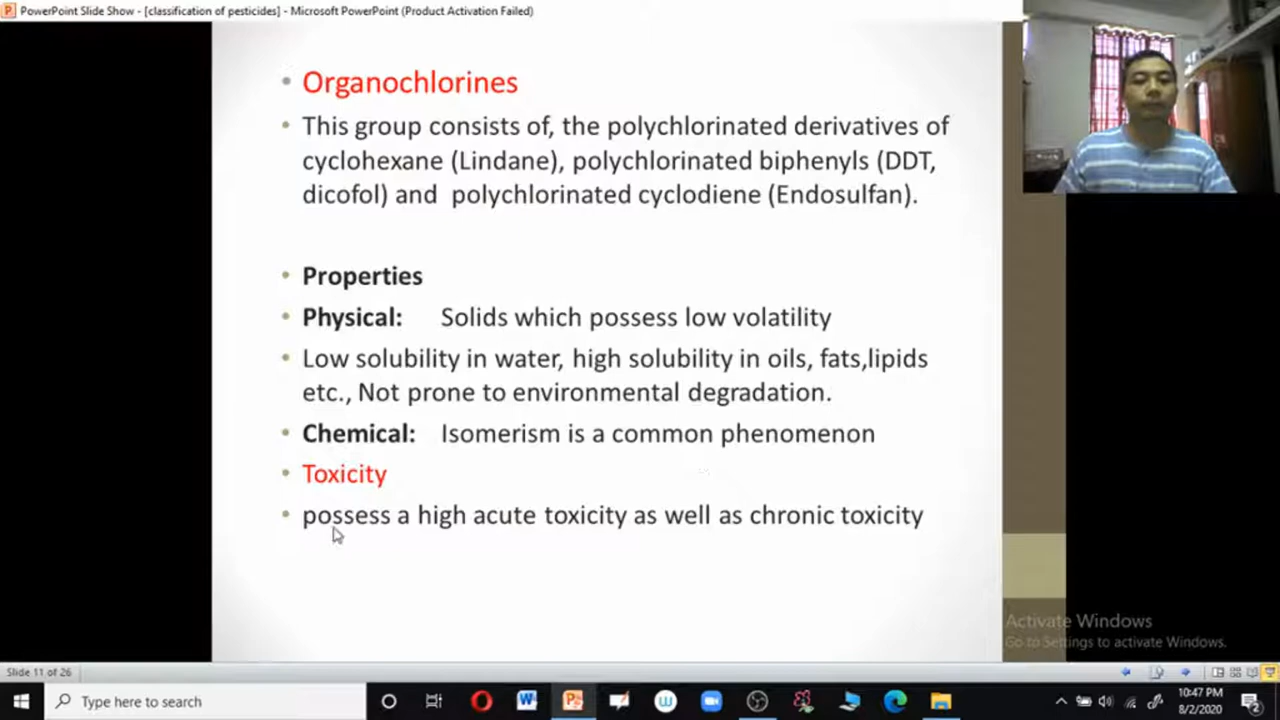 PowerPoint Slide Show - [classification of pesticides] - Microsoft PowerPoint (Product Activation Failed)
• Organochlorines
• This group consists of, the polychlorinated derivatives of
cyclohexane (Lindane), polychlorinated biphenyls (DDT,
dicofol) and polychlorinated cyclodiene (Endosulfan).
• Properties
• Physical: Solids which possess low volatility
• Low solubility in water, high solubility in oils, fats,lipids
etc., Not prone to environmental degradation.
• Chemical: Isomerism is a common phenomenon
• Toxicity
• possess a high acute toxicity as well as chronic toxicity
Activate Windows
Go to Settings to activate Windows.
Slide 11 of 26
Type here to search
10:47 PM
8/2/2020
2